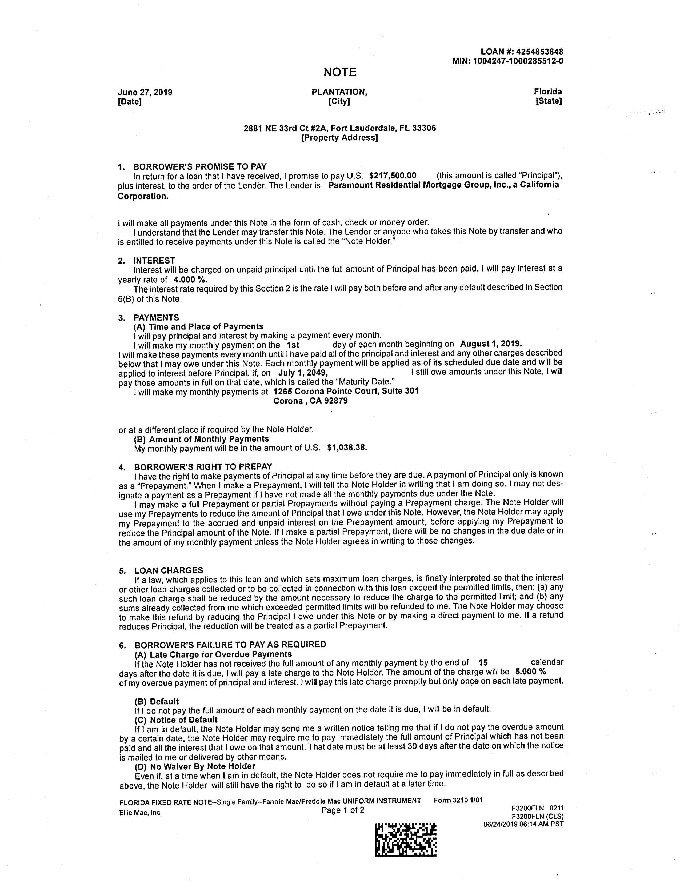 LOAN #: 4254853848
MIN: 1004247-1000285512-0
NOTE
June 27, 2019 PLANTATION, Florida
[Date] [City] [State]
2881 NE 33rd Ct #2A, Fort Lauderdale, FL 33306
[Property Address]
1. BORROWER'S PROMISE TO PAY
In return for a loan that I have received, I promise to pay U.S. $217,500.00 (this amount is called "Principal"),
plus interest, to the order of the Lender. The Lender is Paramount Residential Mortgage Group, Inc., a California
Corporation.
I will make all payments under this Note in the form of cash, check or money order.
I understand that the Lender may transfer this Note. The Lender or anyone who takes this Note by transfer and who
is entitled to receive payments under this Note is called the "Note Holder."
2. INTEREST
Interest will be charged on unpaid principal until the full amount of Principal has been paid. I will pay interest at a
yearly rate of 4.000 %.
The interest rate required by this Section 2 is the rate I will pay both before and after any default described in Section
6(B) of this Note.
3. PAYMENTS
(A) Time and Place of Payments
I will pay principal and interest by making a payment every month.
I will make my monthly payment on the 1st day of each month beginning on August 1, 2019.
I will make these payments every month until I have paid all of the principal and interest and any other charges described
below that I may owe under this Note. Each monthly payment will be applied as of its scheduled due date and will be
applied to interest before Principal. If, on July 1, 2049, I still owe amounts under this Note, I will
pay those amounts in full on that date, which is called the "Maturity Date."
I will make my monthly payments at 1265 Corona Pointe Court, Suite 301
Corona , CA 92879
or at a different place if required by the Note Holder.
(B) Amount of Monthly Payments
My monthly payment will be in the amount of U.S. $1,038.38.
4. BORROWER'S RIGHT TO PREPAY
I have the right to make payments of Principal at any time before they are due. A payment of Principal only is known
as a "Prepayment." When I make a Prepayment, I will tell the Note Holder in writing that I am doing so. I may not des-
ignate a payment as a Prepayment if I have not made all the monthly payments due under the Note.
I may make a full Prepayment or partial Prepayments without paying a Prepayment charge. The Note Holder will
use my Prepayments to reduce the amount of Principal that I owe under this Note. However, the Note Holder may apply
my Prepayment to the accrued and unpaid interest on the Prepayment amount, before applying my Prepayment to
reduce the Principal amount of the Note. If I make a partial Prepayment, there will be no changes in the due date or in
the amount of my monthly payment unless the Note Holder agrees in writing to those changes.
5. LOAN CHARGES
If a law, which applies to this loan and which sets maximum loan charges, is finally interpreted so that the interest
or other loan charges collected or to be collected in connection with this loan exceed the permitted limits, then: (a) any
such loan charge shall be reduced by the amount necessary to reduce the charge to the permitted limit; and (b) any
sums already collected from me which exceeded permitted limits will be refunded to me. The Note Holder may choose
to make this refund by reducing the Principal I owe under this Note or by making a direct payment to me. If a refund
reduces Principal, the reduction will be treated as a partial Prepayment.
6. BORROWER'S FAILURE TO PAY AS REQUIRED
(A) Late Charge for Overdue Payments
If the Note Holder has not received the full amount of any monthly payment by the end of 15 calendar
days after the date it is due, I will pay a late charge to the Note Holder. The amount of the charge will be 5.000 %
of my overdue payment of principal and interest. I will pay this late charge promptly but only once on each late payment.
(B) Default
If I do not pay the full amount of each monthly payment on the date it is due, I will be in default.
(C) Notice of Default
If I am in default, the Note Holder may send me a written notice telling me that if I do not pay the overdue amount
by a certain date, the Note Holder may require me to pay immediately the full amount of Principal which has not been
paid and all the interest that I owe on that amount. That date must be at least 30 days after the date on which the notice
is mailed to me or delivered by other means.
(D) No Waiver By Note Holder
Even if, at a time when I am in default, the Note Holder does not require me to pay immediately in full as described
above, the Note Holder will still have the right to do so if I am in default at a later time.
FLORIDA FIXED RATE NOTE--Single Family--Fannie Mae/Freddie Mac UNIFORM INSTRUMENT Form 3210 1/01
Ellie Mae, Inc. Page 1 of 2 F3200FLN 0211
F3200FLN (CLS)
06/24/2019 06:14 AM PST